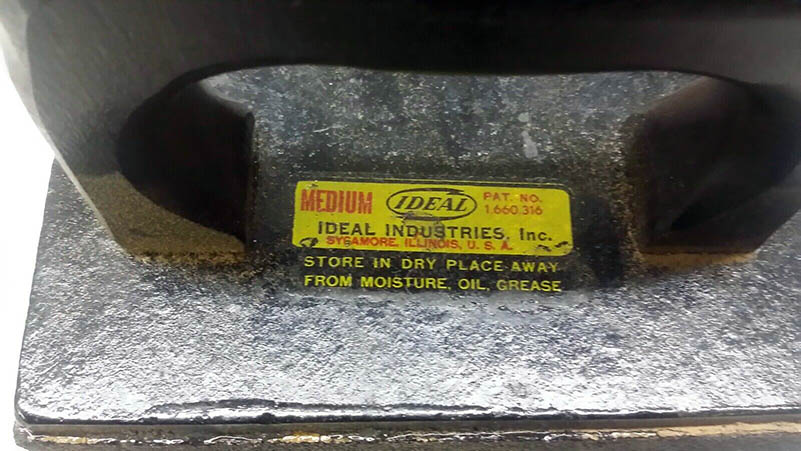 MEDIUM IDEAL PAT. NO. 1,660,316
IDEAL INDUSTRIES, Inc.
SYCAMORE, ILLINOIS, U. S. A.
STORE IN DRY PLACE AWAY
FROM MOISTURE, OIL, GREASE